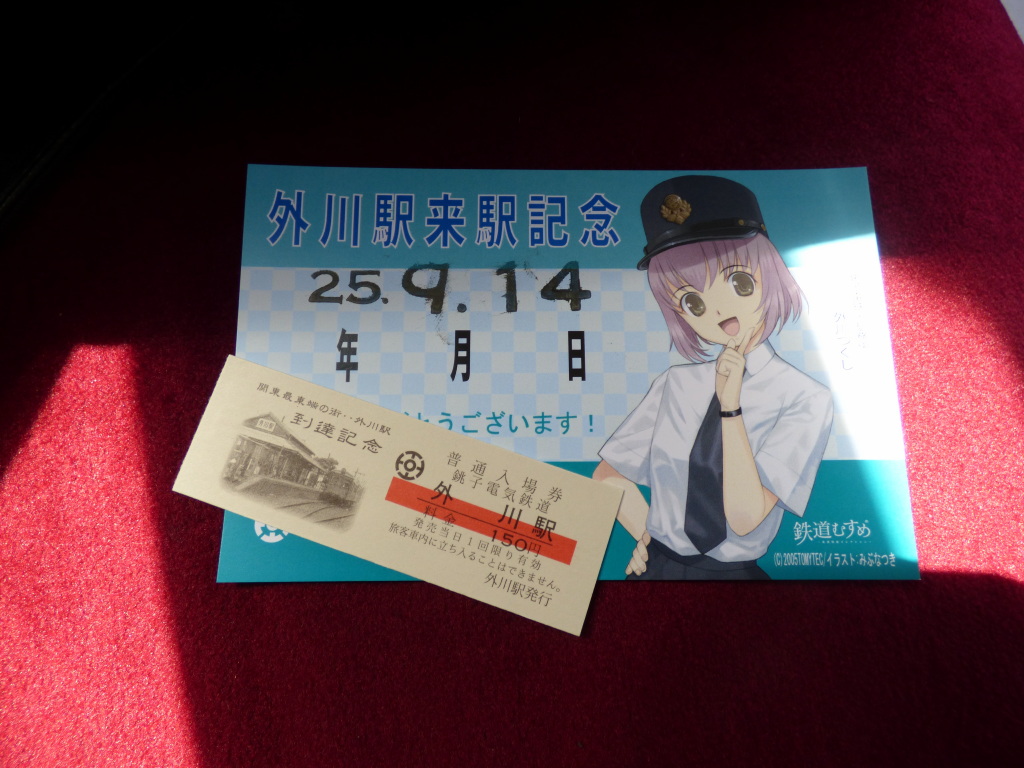 外川駅来駅記念
25.9.14
年 月 日
とうございます！
鉄道むすめ
(C)2005TOMYTEC/イラスト:みぶなつき
関東最東端の街‥外川駅
到達記念
普通入場券
銚子電気鉄道
外川駅
料金 150円
発売当日1回限り有効
旅客車内に立ち入ることはできません。
外川駅発行